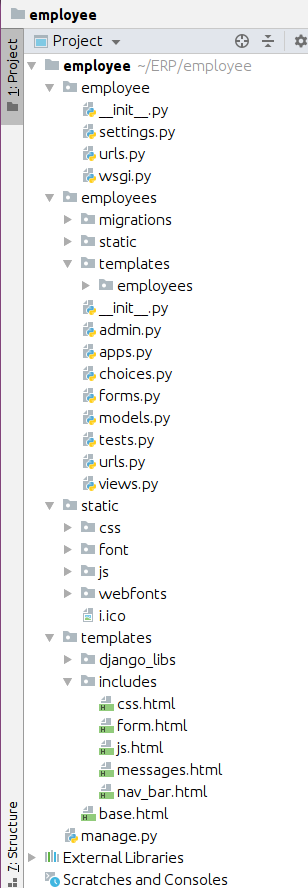 employee
1: Project
Project
employee ~/ERP/employee
employee
__init__.py
settings.py
urls.py
wsgi.py
employees
migrations
static
templates
employees
__init__.py
admin.py
apps.py
choices.py
forms.py
models.py
tests.py
urls.py
views.py
static
css
font
js
webfonts
i.ico
templates
django_libs
includes
css.html
form.html
js.html
messages.html
nav_bar.html
base.html
manage.py
External Libraries
Scratches and Consoles
7: Structure